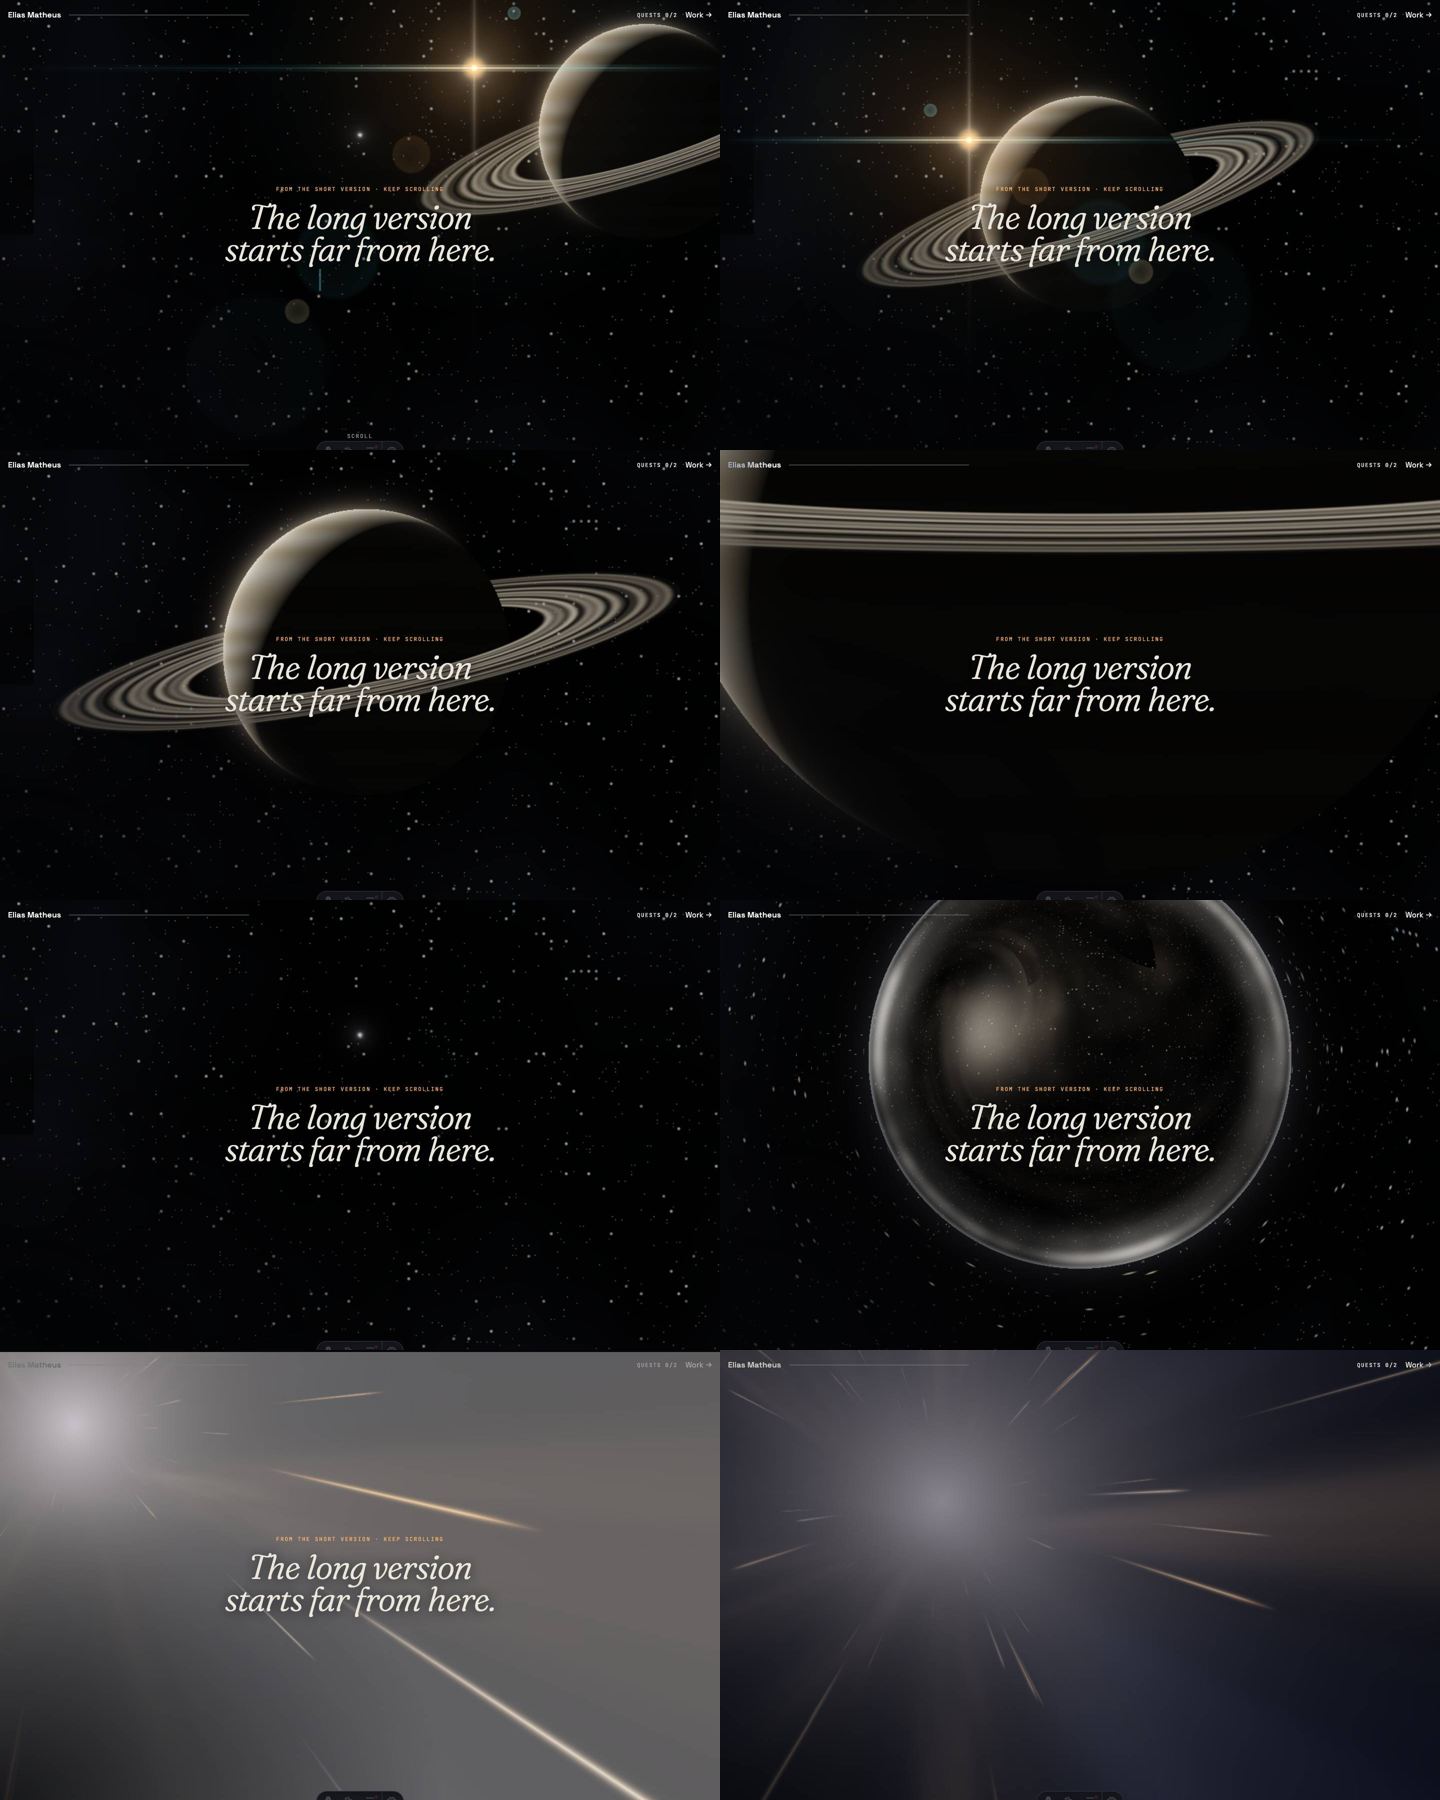 Elias Matheus QUESTS 0/2 Work →
FROM THE SHORT VERSION · KEEP SCROLLING
The long version
starts far from here.
SCROLL
Elias Matheus QUESTS 0/2 Work →
FROM THE SHORT VERSION · KEEP SCROLLING
The long version
starts far from here.
Elias Matheus QUESTS 0/2 Work →
FROM THE SHORT VERSION · KEEP SCROLLING
The long version
starts far from here.
Elias Matheus QUESTS 0/2 Work →
FROM THE SHORT VERSION · KEEP SCROLLING
The long version
starts far from here.
Elias Matheus QUESTS 0/2 Work →
FROM THE SHORT VERSION · KEEP SCROLLING
The long version
starts far from here.
Elias Matheus QUESTS 0/2 Work →
FROM THE SHORT VERSION · KEEP SCROLLING
The long version
starts far from here.
Elias Matheus QUESTS 0/2 Work →
FROM THE SHORT VERSION · KEEP SCROLLING
The long version
starts far from here.
Elias Matheus QUESTS 0/2 Work →